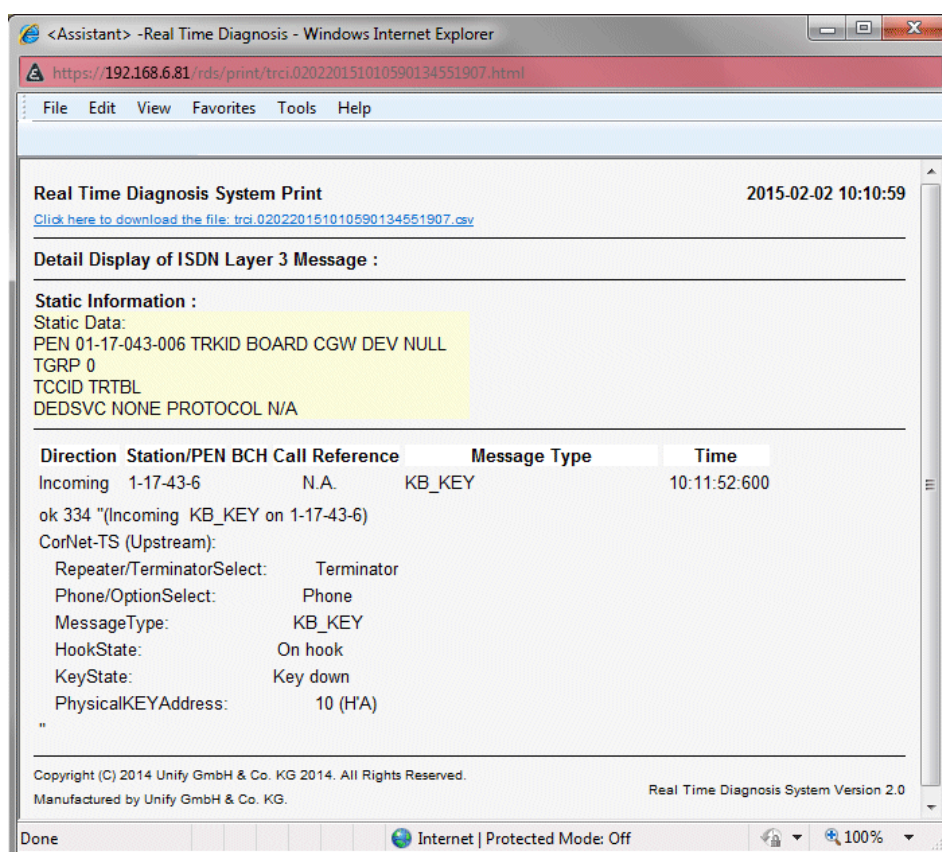 <Assistant> -Real Time Diagnosis - Windows Internet Explorer
https://192.168.6.81/rds/print/trci.020220151010590134551907.html
File Edit View Favorites Tools Help
Real Time Diagnosis System Print 2015-02-02 10:10:59
Click here to download the file: trci.020220151010590134551907.csv
Detail Display of ISDN Layer 3 Message :
Static Information :
Static Data:
PEN 01-17-043-006 TRKID BOARD CGW DEV NULL
TGRP 0
TCCID TRTBL
DEDSVC NONE PROTOCOL N/A
Direction Station/PEN BCH Call Reference Message Type Time
Incoming 1-17-43-6 N.A. KB_KEY 10:11:52:600
ok 334 "(Incoming KB_KEY on 1-17-43-6)
CorNet-TS (Upstream):
Repeater/TerminatorSelect: Terminator
Phone/OptionSelect: Phone
MessageType: KB_KEY
HookState: On hook
KeyState: Key down
PhysicalKEYAddress: 10 (H'A)
"
Copyright (C) 2014 Unify GmbH & Co. KG 2014. All Rights Reserved.
Manufactured by Unify GmbH & Co. KG.
Real Time Diagnosis System Version 2.0
Done Internet | Protected Mode: Off 100%